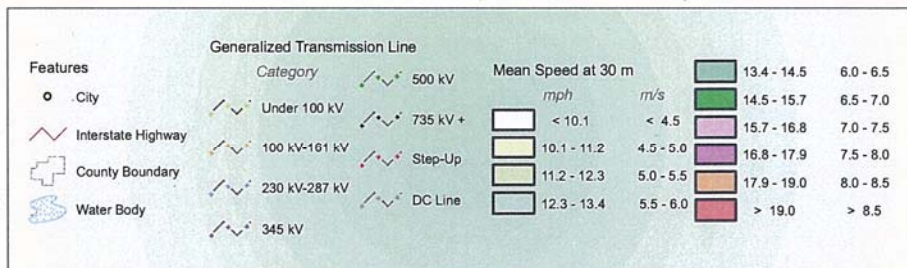 Features
City
Interstate Highway
County Boundary
Water Body
Generalized Transmission Line
Category
Under 100 kV
100 kV-161 kV
230 kV-287 kV
345 kV
500 kV
735 kV +
Step-Up
DC Line
Mean Speed at 30 m
mph m/s
< 10.1 < 4.5
10.1 - 11.2 4.5 - 5.0
11.2 - 12.3 5.0 - 5.5
12.3 - 13.4 5.5 - 6.0
13.4 - 14.5 6.0 - 6.5
14.5 - 15.7 6.5 - 7.0
15.7 - 16.8 7.0 - 7.5
16.8 - 17.9 7.5 - 8.0
17.9 - 19.0 8.0 - 8.5
> 19.0 > 8.5